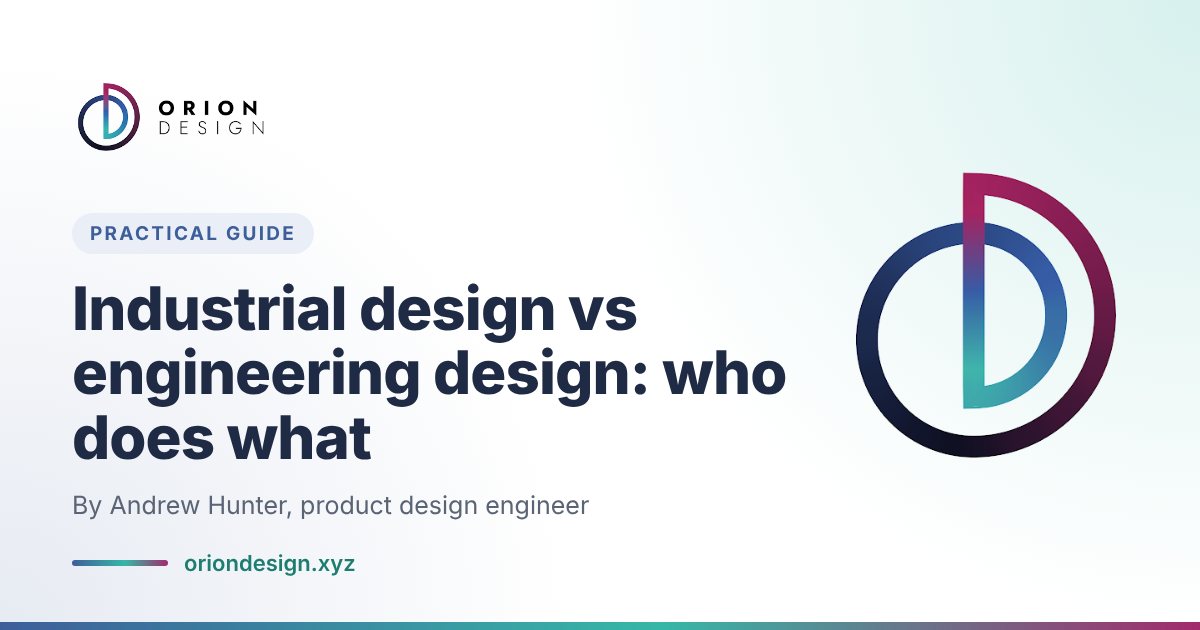 ORION
DESIGN
PRACTICAL GUIDE
Industrial design vs
engineering design: who
does what
By Andrew Hunter, product design engineer
oriondesign.xyz